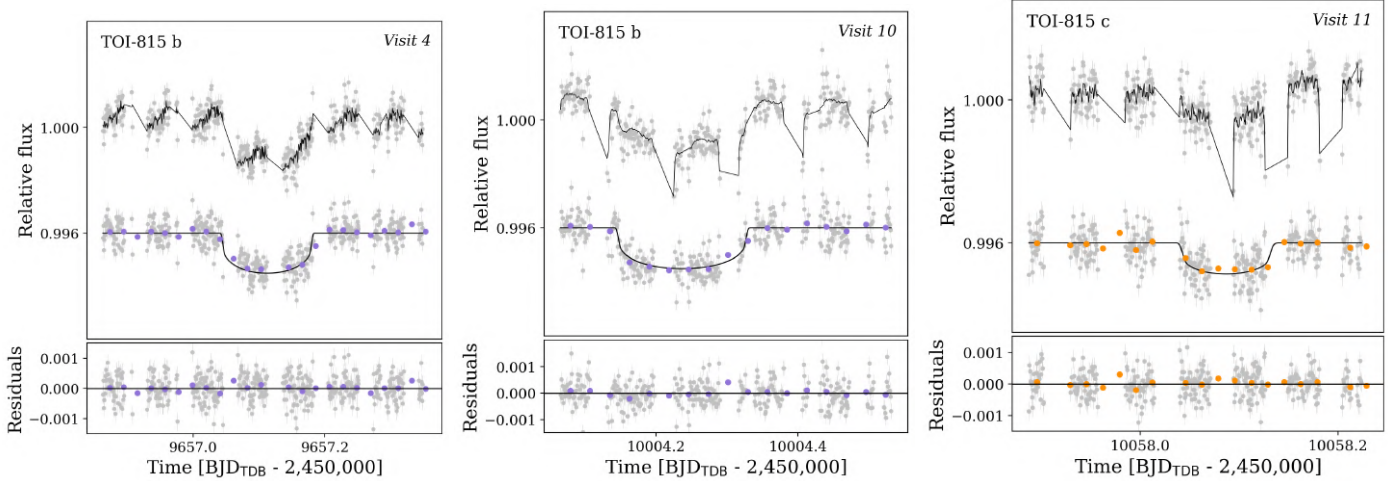 TOI-815 b
Visit 4
1.000
0.996
Relative flux
0.001
0.000
−0.001
Residuals
9657.0
9657.2
Time [BJDTDB - 2,450,000]
TOI-815 b
Visit 10
1.000
0.996
Relative flux
0.001
0.000
−0.001
Residuals
10004.2
10004.4
Time [BJDTDB - 2,450,000]
TOI-815 c
Visit 11
1.000
0.996
Relative flux
0.001
0.000
−0.001
Residuals
10058.0
10058.2
Time [BJDTDB - 2,450,000]